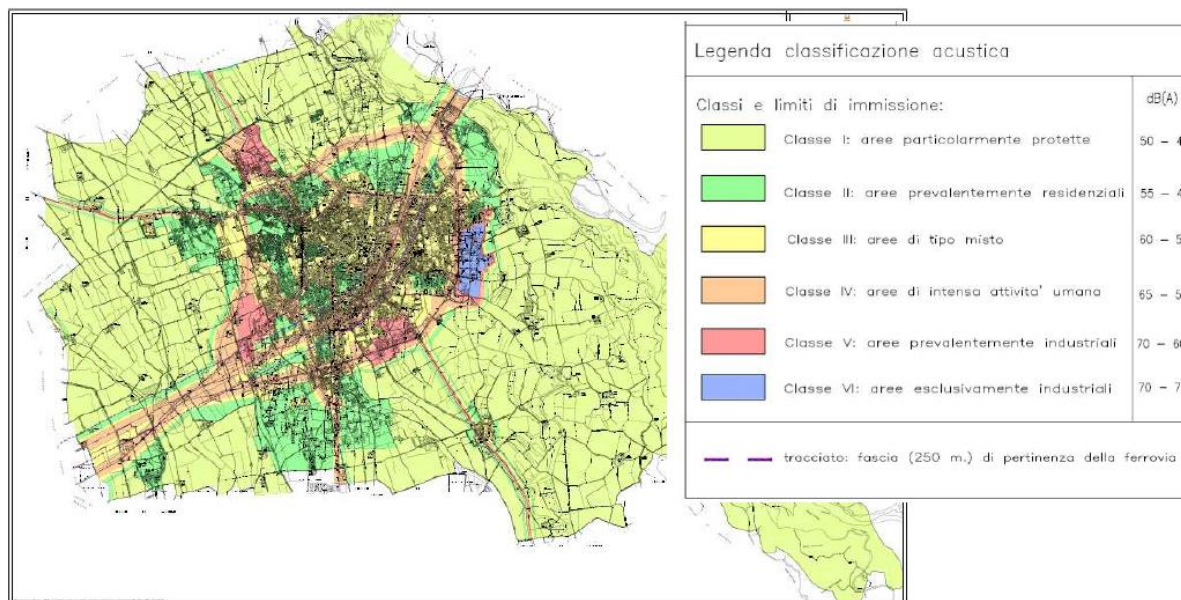 Legenda classificazione acustica
Classi e limiti di immissione:
dB(A)
Classe I: aree particolarmente protette
50 – 4
Classe II: aree prevalentemente residenziali
55 – 4
Classe III: aree di tipo misto
60 – 5
Classe IV: aree di intensa attivita' umana
65 – 5
Classe V: aree prevalentemente industriali
70 – 60
Classe VI: aree esclusivamente industriali
70 – 7
tracciato: fascia (250 m.) di pertinenza della ferrovia